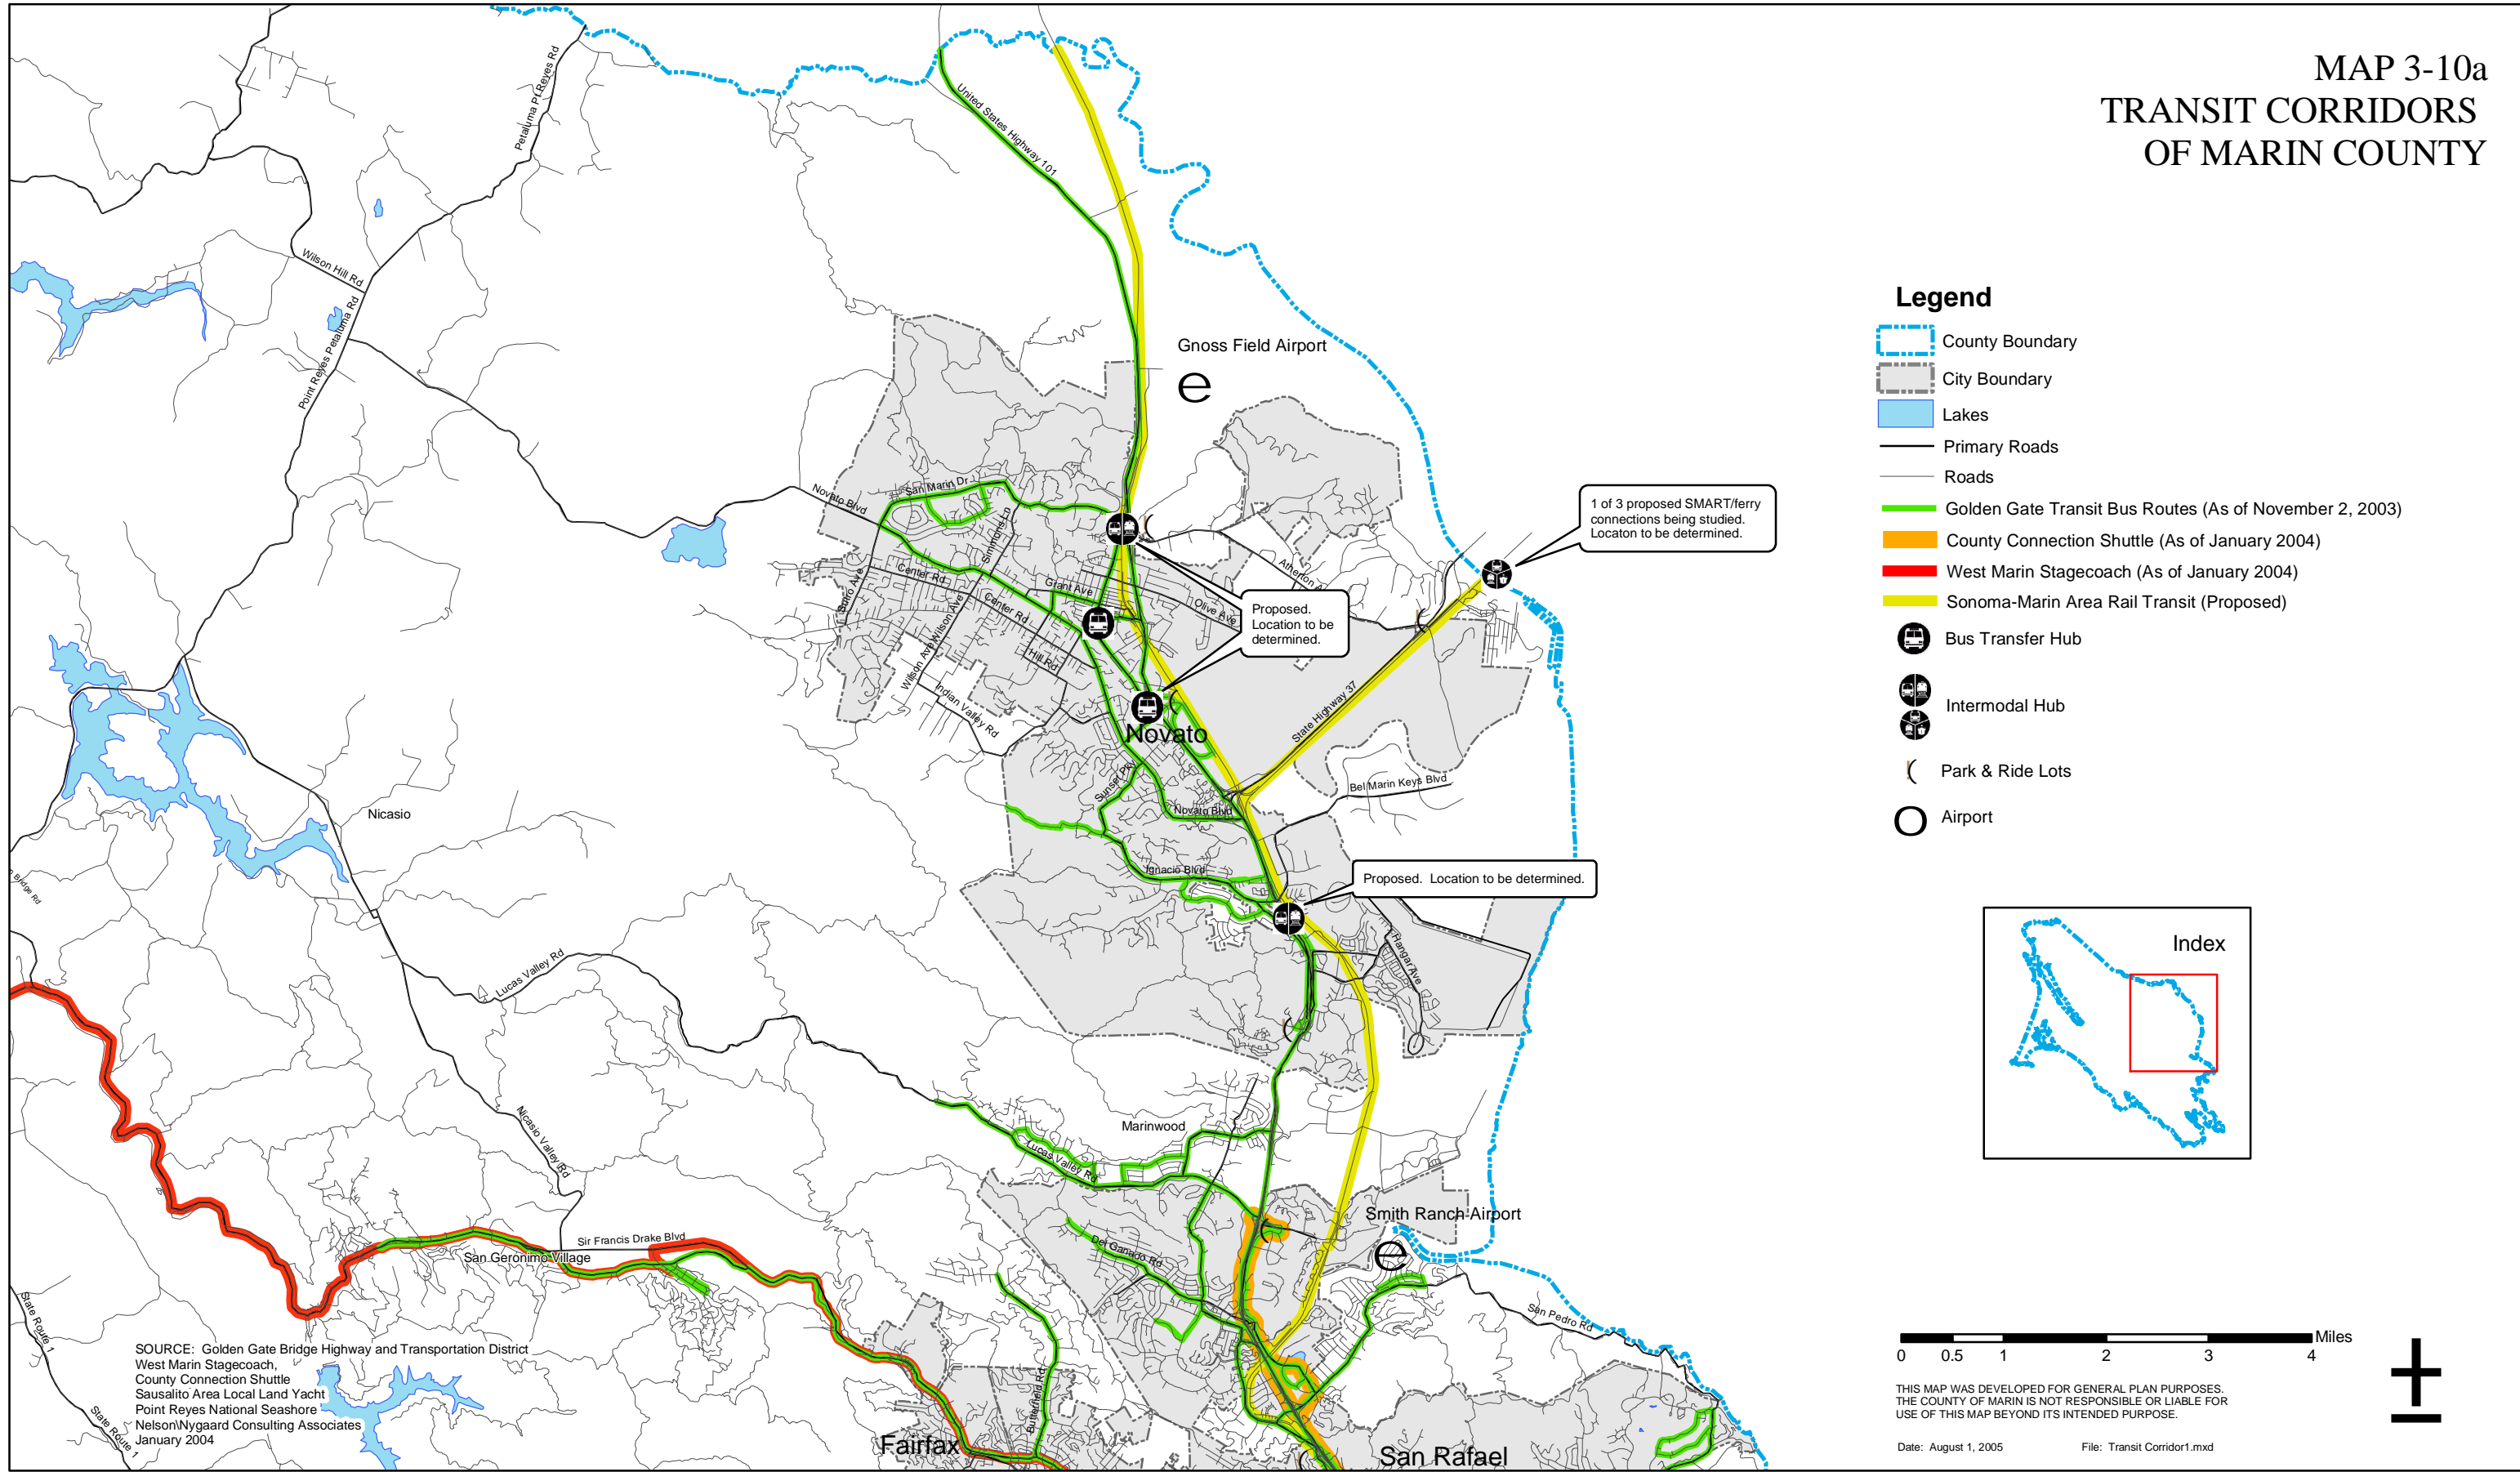 MAP 3-10a
TRANSIT CORRIDORS
OF MARIN COUNTY
Petaluma Pt Reyes Rd
United States Highway 101
Wilson Hill Rd
Point Reyes Petaluma Rd
Gnoss Field Airport
e
Novato Blvd
San Marin Dr
Simmons Ln
Sutro Ave
Center Rd
Center Rd
Grant Ave
Olive Ave
Atherton
Wilson Ave
Wilson Ave
Hill Rd
Indian Valley Rd
Novato
State Highway 37
Bel Marin Keys Blvd
Sunset Pky
Novato Blvd
Ignacio Blvd
Hangar Ave
1 of 3 proposed SMART/ferry
connections being studied.
Locaton to be determined.
Proposed.
Location to be
determined.
Proposed. Location to be determined.
Nicasio
Bridge Rd
Lucas Valley Rd
Nicasio Valley Rd
Marinwood
Lucas Valley Rd
Smith Ranch Airport
e
Del Ganado Rd
San Pedro Rd
Sir Francis Drake Blvd
San Geronimo Village
Butterfield Rd
Fairfax
San Rafael
State Route 1
State Route 1
SOURCE: Golden Gate Bridge Highway and Transportation District
West Marin Stagecoach,
County Connection Shuttle
Sausalito Area Local Land Yacht
Point Reyes National Seashore
Nelson\Nygaard Consulting Associates
January 2004
Legend
County Boundary
City Boundary
Lakes
Primary Roads
Roads
Golden Gate Transit Bus Routes (As of November 2, 2003)
County Connection Shuttle (As of January 2004)
West Marin Stagecoach (As of January 2004)
Sonoma-Marin Area Rail Transit (Proposed)
Bus Transfer Hub
Intermodal Hub
( Park & Ride Lots
O Airport
Index
Miles
0 0.5 1 2 3 4
THIS MAP WAS DEVELOPED FOR GENERAL PLAN PURPOSES.
THE COUNTY OF MARIN IS NOT RESPONSIBLE OR LIABLE FOR
USE OF THIS MAP BEYOND ITS INTENDED PURPOSE.
Date: August 1, 2005 File: Transit Corridor1.mxd